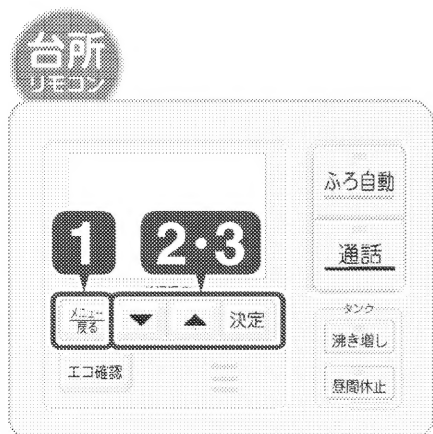 台所
リモコン
ふろ自動
1
2・3
通話
メニュー
戻る
決定
タンク
沸き増し
エコ確認
昼間休止